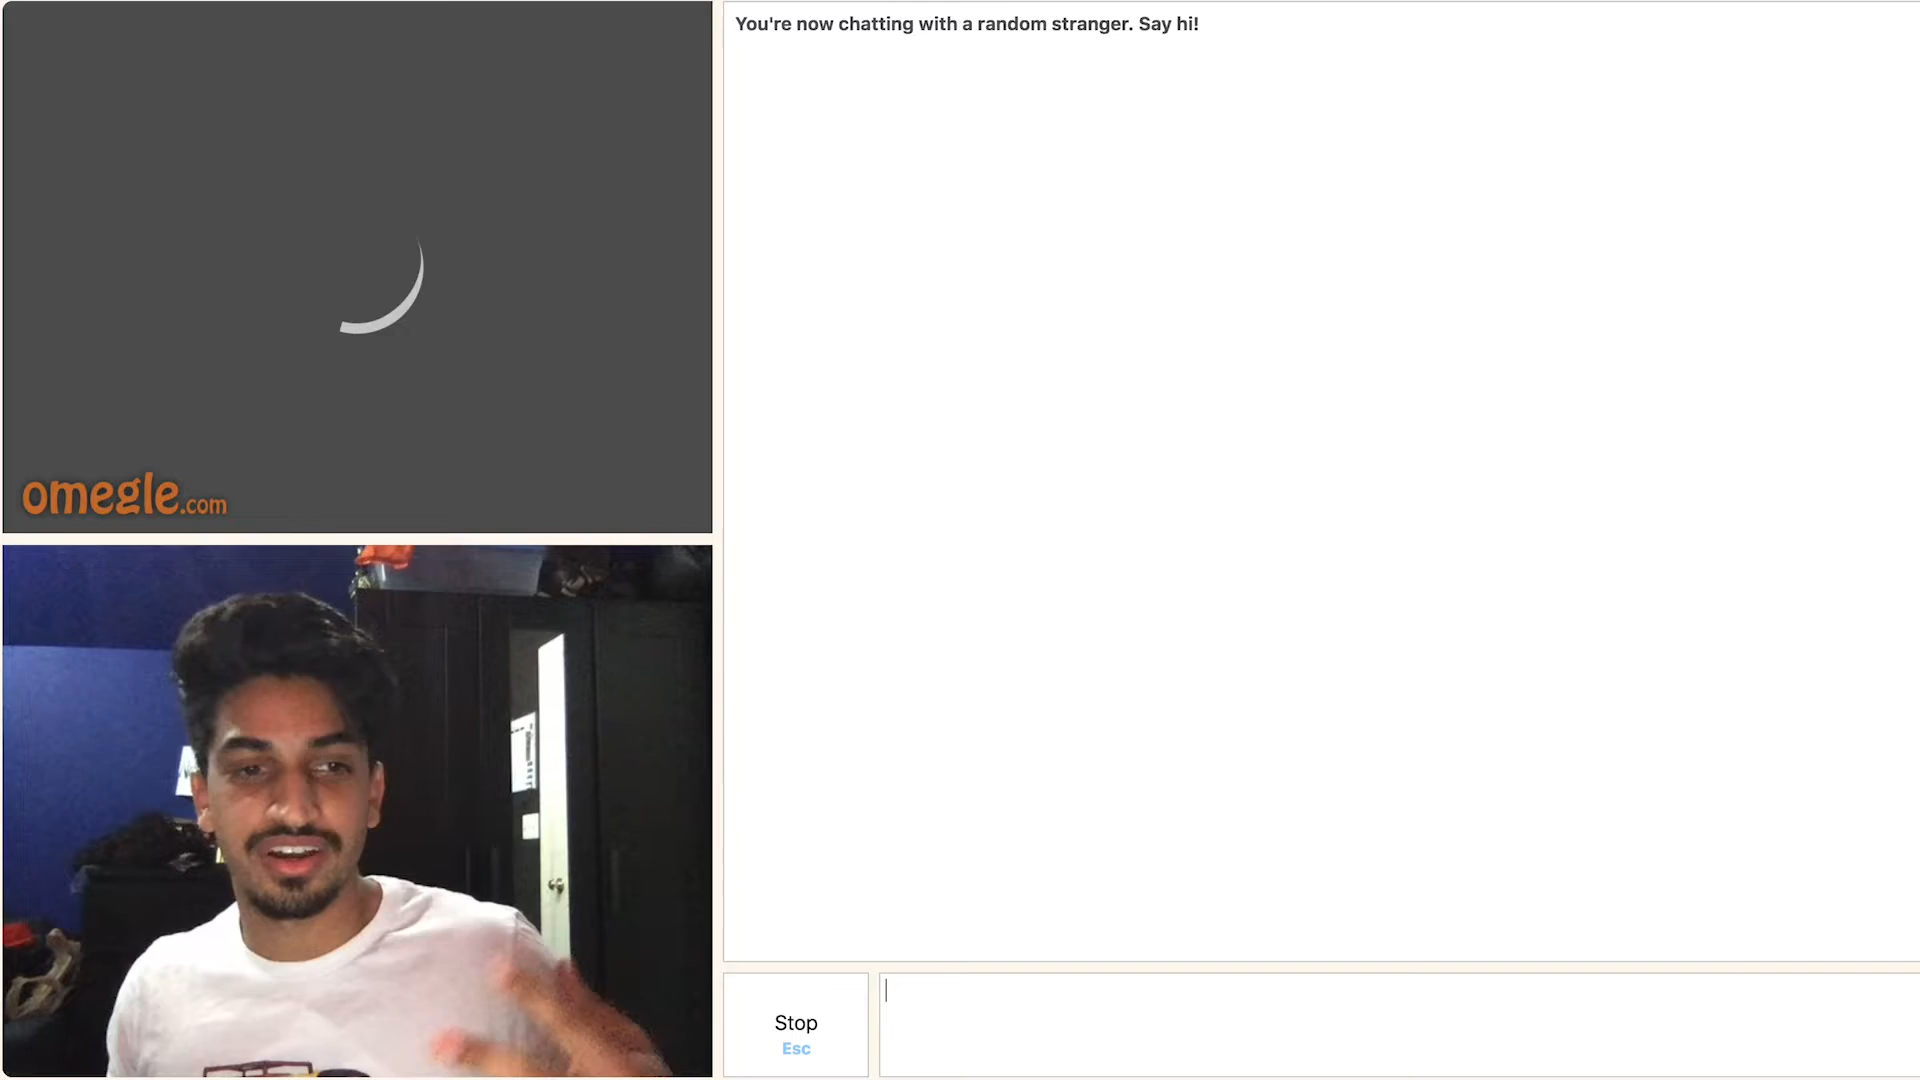 You're now chatting with a random stranger. Say hi!
omegle.com
Stop
Esc